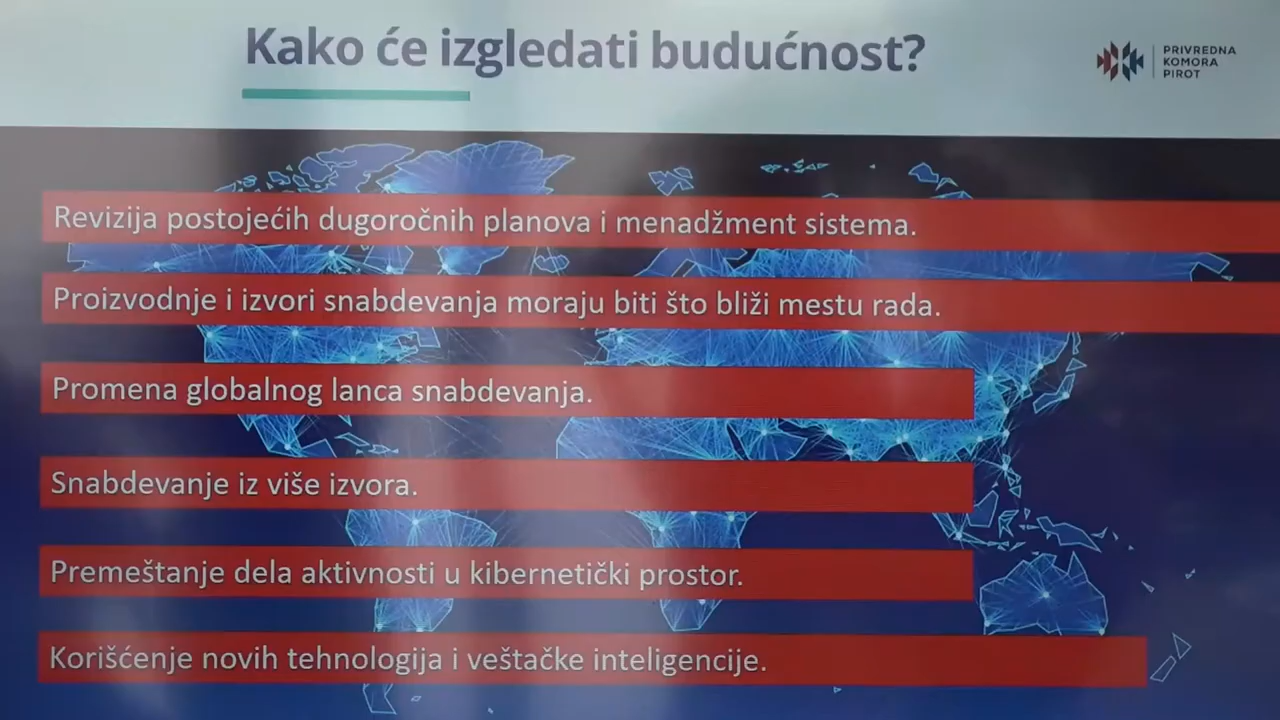 Kako će izgledati budućnost?
PRIVREDNA
KOMORA
PIROT
Revizija postojećih dugoročnih planova i menadžment sistema.
Proizvodnje i izvori snabdevanja moraju biti što bliži mestu rada.
Promena globalnog lanca snabdevanja.
Snabdevanje iz više izvora.
Premeštanje dela aktivnosti u kibernetički prostor.
Korišćenje novih tehnologija i veštačke inteligencije.